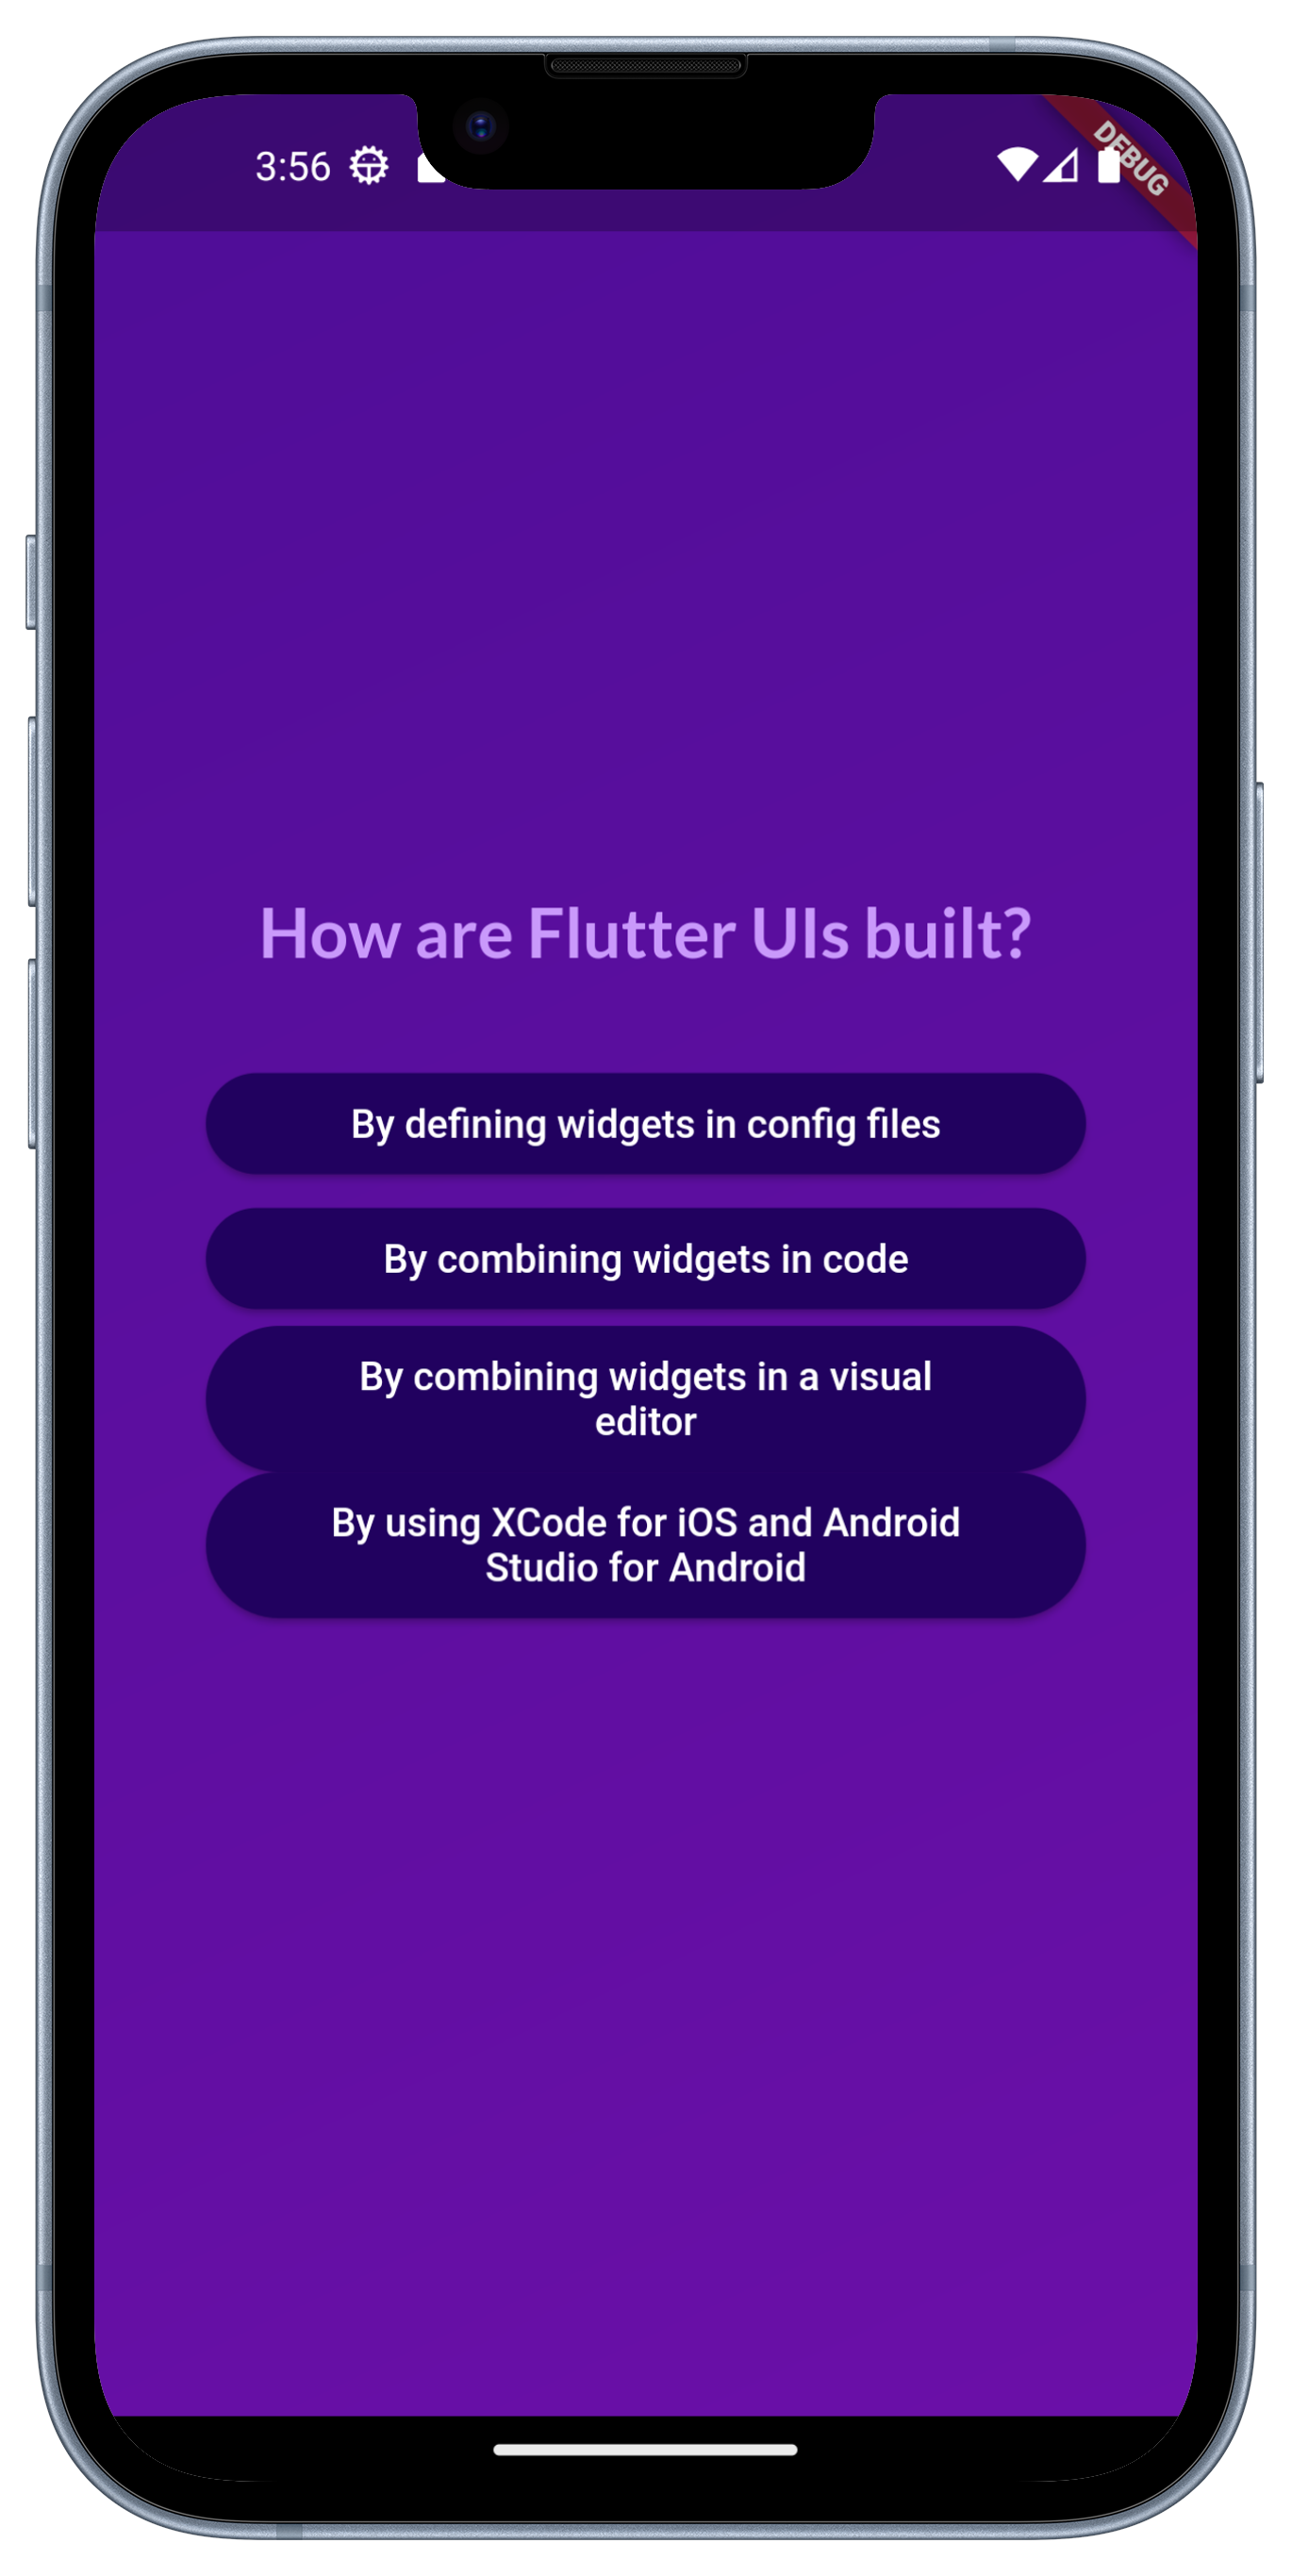 3:56
DEBUG
How are Flutter UIs built?
By defining widgets in config files
By combining widgets in code
By combining widgets in a visual
editor
By using XCode for iOS and Android
Studio for Android